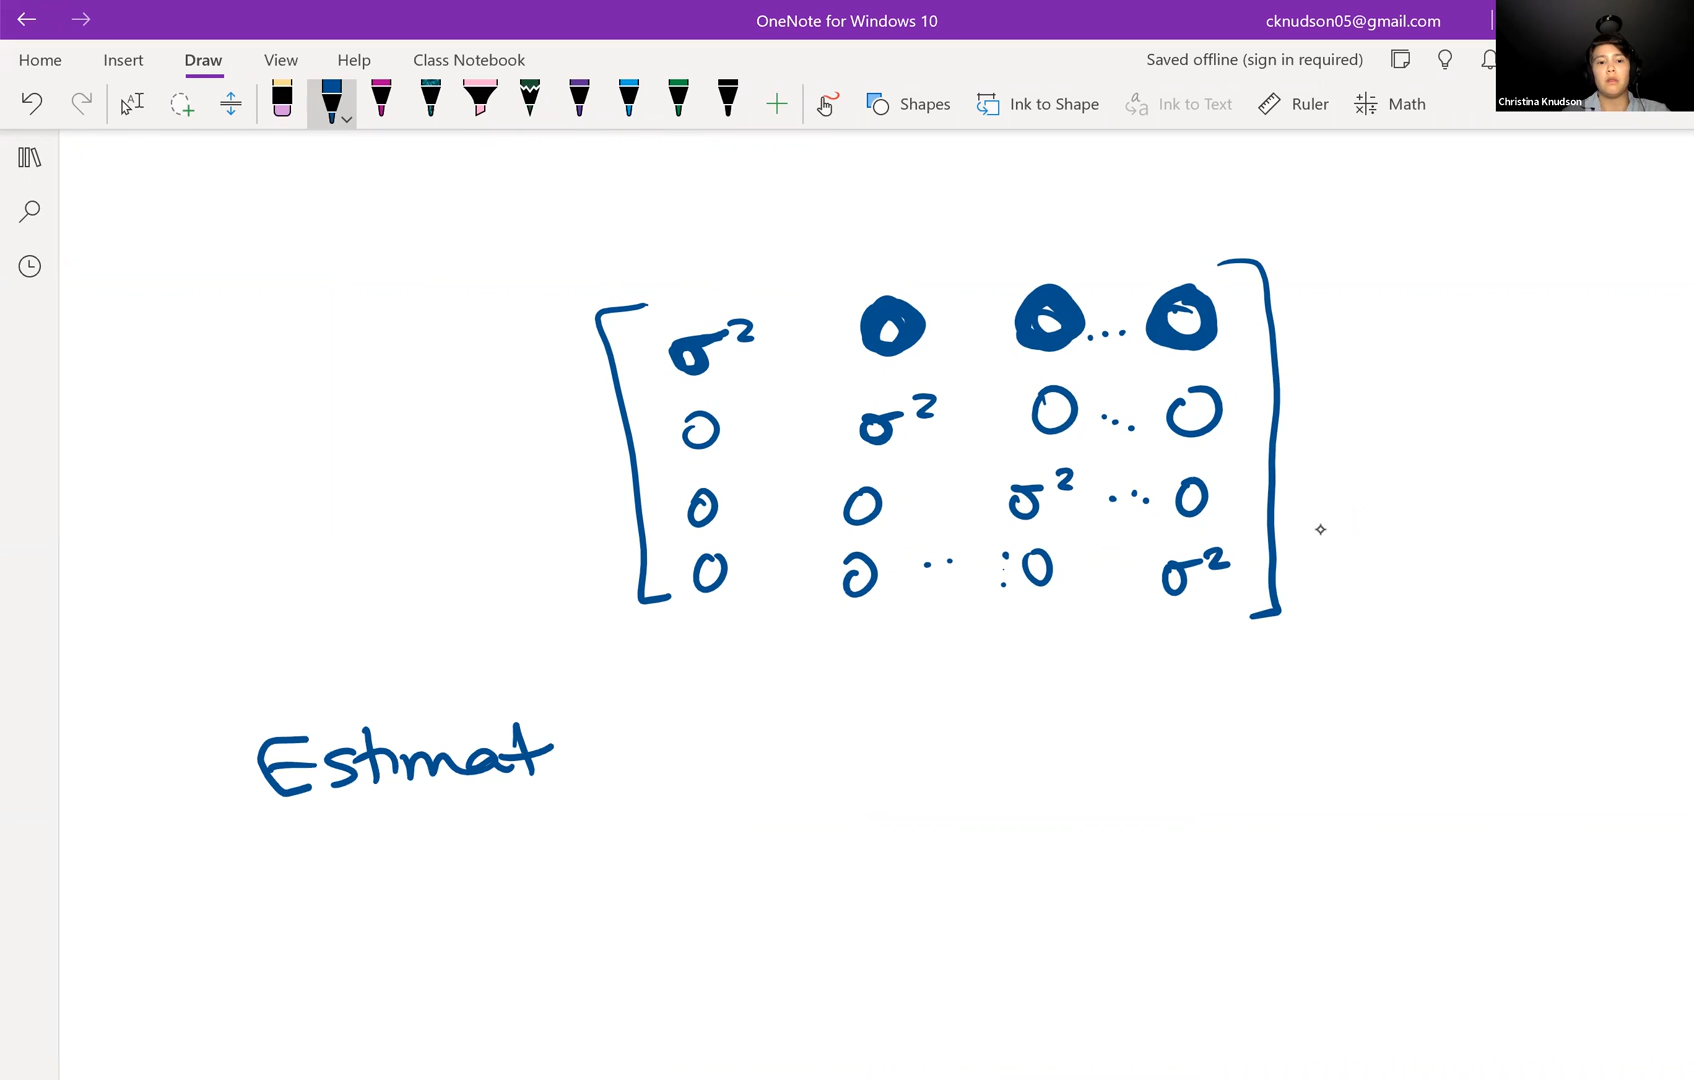 OneNote for Windows 10
cknudson05@gmail.com
Home Insert Draw View Help Class Notebook
Saved offline (sign in required)
Shapes Ink to Shape Ink to Text Ruler Math
Christina Knudson
σ² 0 0 ... 0
0 σ² 0 ... 0
0 0 σ² ... 0
0 0 .. : 0 σ²
Estimat